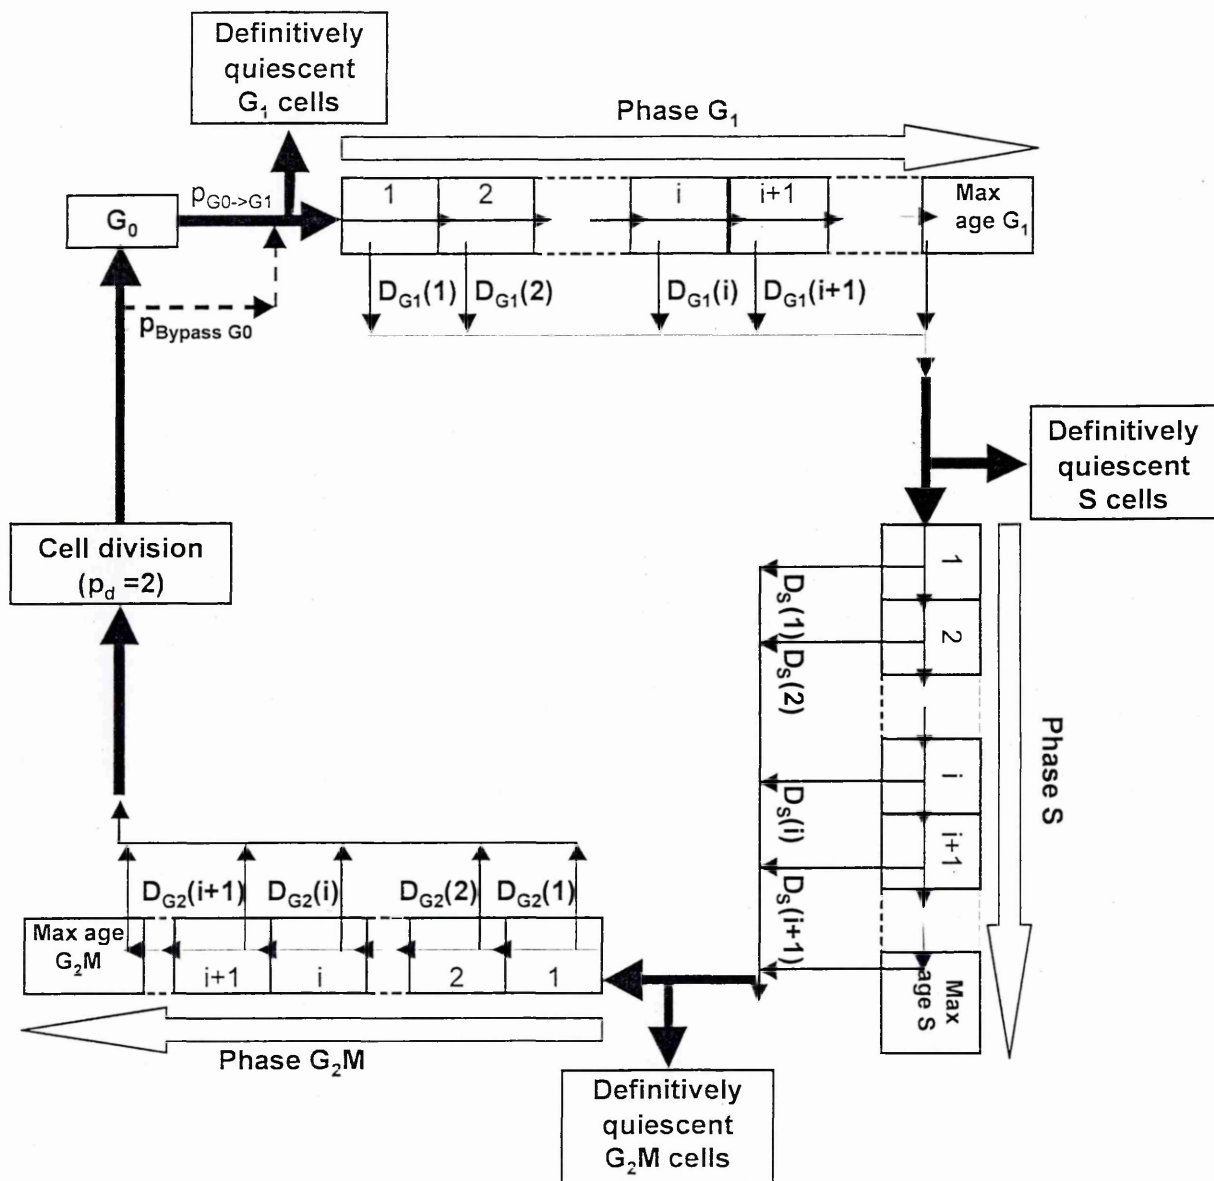 Definitively
quiescent
G₁ cells
Phase G₁
G₀
pG0->G1
1
2
i
i+1
Max
age G₁
DG1(1)
DG1(2)
DG1(i)
DG1(i+1)
pBypass G0
Definitively
quiescent
S cells
Cell division
(pd =2)
1
2
i
i+1
Max
age S
DS(1)
DS(2)
DS(i)
DS(i+1)
Phase S
DG2(i+1)
DG2(i)
DG2(2)
DG2(1)
Max age
G₂M
i+1
i
2
1
Phase G₂M
Definitively
quiescent
G₂M cells